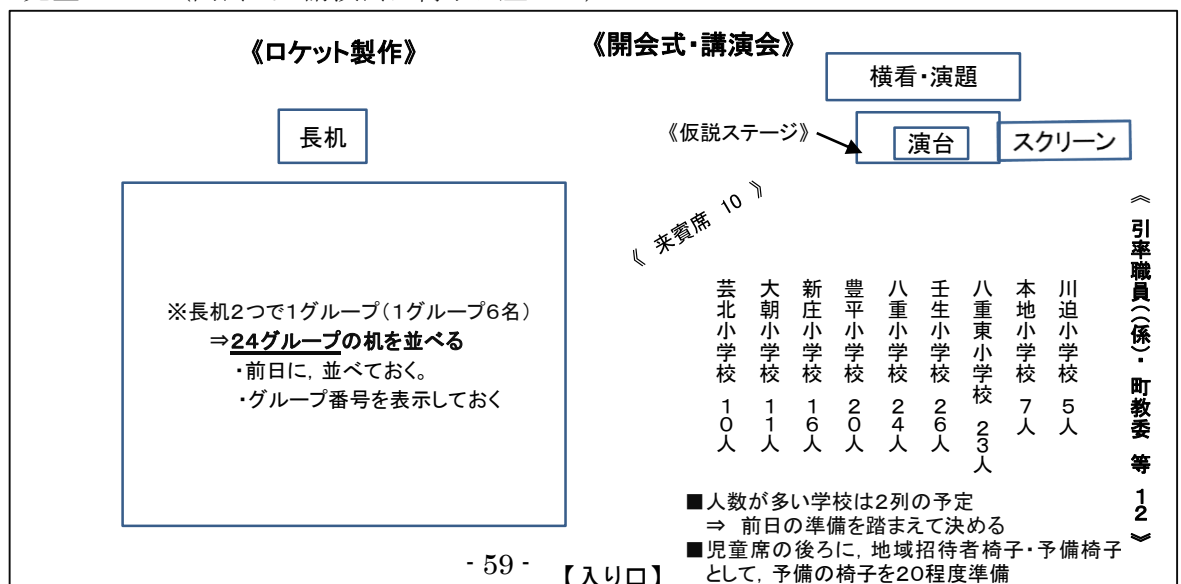 《ロケット製作》
《開会式・講演会》
横看・演題
長机
《仮説ステージ》
演台
スクリーン
《 来賓席 10 》
※長机2つで1グループ(1グループ6名)
⇒24グループの机を並べる
・前日に，並べておく。
・グループ番号を表示しておく
芸北小学校 10人
大朝小学校 11人
新庄小学校 16人
豊平小学校 20人
八重小学校 24人
壬生小学校 26人
八重東小学校 23人
本地小学校 7人
川迫小学校 5人
《 引率職員((係)・ 町教委 等 12 》
■人数が多い学校は2列の予定
⇒ 前日の準備を踏まえて決める
■児童席の後ろに，地域招待者椅子・予備椅子
として，予備の椅子を20程度準備
- 59 -
【入り口】